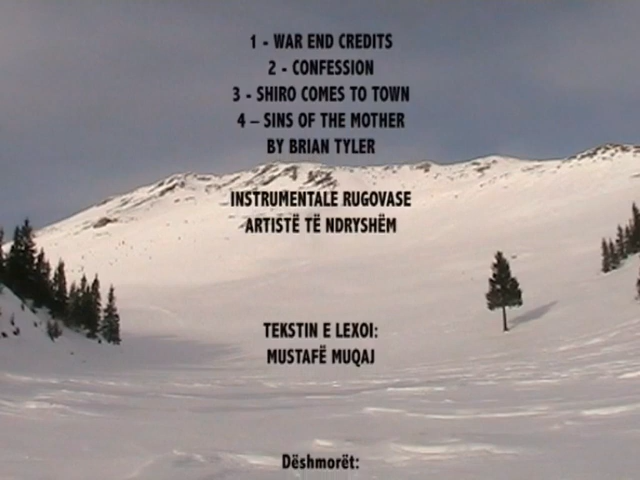 1 - WAR END CREDITS
2 - CONFESSION
3 - SHIRO COMES TO TOWN
4 – SINS OF THE MOTHER
BY BRIAN TYLER
INSTRUMENTALE RUGOVASE
ARTISTË TË NDRYSHËM
TEKSTIN E LEXOI:
MUSTAFË MUQAJ
Dëshmorët: